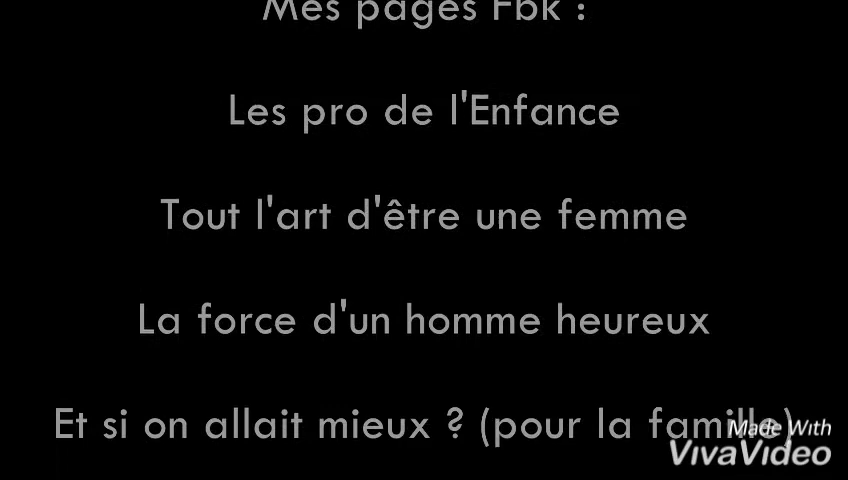 Mes pages Fbk :
Les pro de l'Enfance
Tout l'art d'être une femme
La force d'un homme heureux
Et si on allait mieux ? (pour la famille)
Made With
VivaVideo